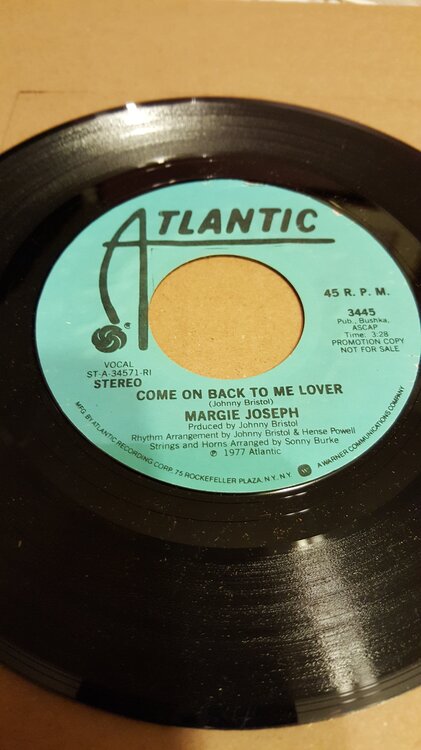 ATLANTIC
®
45 R. P. M.
3445
Pub., Bushka,
ASCAP
Time: 3:28
PROMOTION COPY
NOT FOR SALE
VOCAL
ST-A-34571-RI
STEREO
COME ON BACK TO ME LOVER
(Johnny Bristol)
MARGIE JOSEPH
Prduced by Johnny Bristol
Rhythm Arrangement by Johnny Bristol & Hense Powell
Strings and Horns Arranged by Sonny Burke
℗ 1977 Atlantic
MFG. BY ATLANTIC RECORDING CORP. 75 ROCKEFELLER PLAZA, N.Y. N.Y.
A WARNER COMMUNICATIONS COMPANY